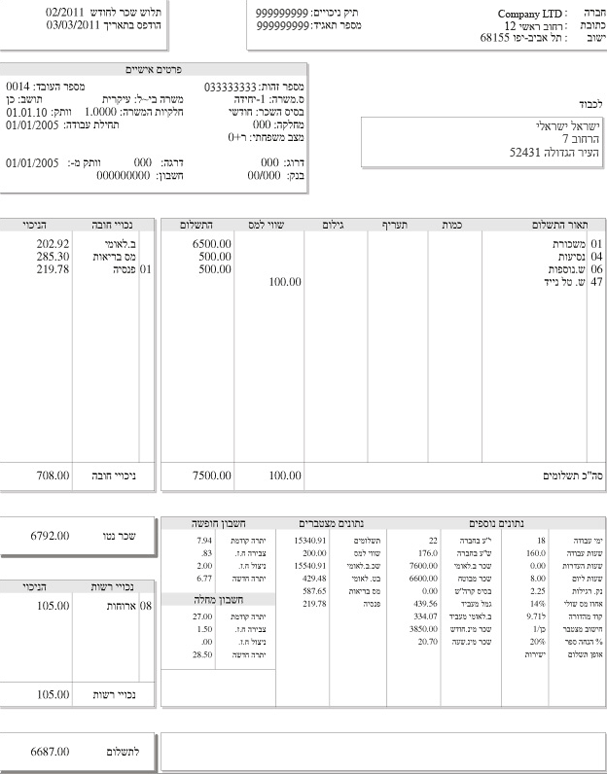 חברה : Company LTD
כתובת : רחוב ראשי 12
ישוב : תל אביב-יפו 68155
תיק ניכויים: 999999999
מספר תאגיד: 999999999
תלוש שכר לחודש 02/2011
הודפס בתאריך 03/03/2011
לכבוד
ישראל ישראלי
הרחוב 7
העיר הגדולה 52431
פרטים אישיים
מספר זהות: 033333333 מספר העובד: 0014
ס.משרה: 1-יחידה משרה בי~ל: עיקרית תושב: כן
בסיס השכר: חודשי חלקיות המשרה: 1.0000 וותק: 01.01.10
מחלקה: 000 תחילת עבודה: 01/01/2005
מצב משפחתי: ר+0
דרוג: 000 דרגה: 000 וותק מ-: 01/01/2005
בנק: 00/000 חשבון: 000000000
תאור התשלום כמות תעריף גילום שווי למס התשלום
01 משכורת 6500.00
04 נסיעות 500.00
06 ש.נוספות 500.00
47 ש. טל נייד 100.00
סה"כ תשלומים 100.00 7500.00
נכויי חובה הניכוי
ב.לאומי 202.92
מס בריאות 285.30
01 פנסיה 219.78
ניכויי חובה 708.00
נתונים נוספים
ימי עבודה 18 י"ע בחברה 22
שעות עבודה 160.0 ש"ע בחברה 176.0
שעות העדרות 0.00 שכר ב.לאומי 7600.00
שעות ליום 8.00 שכר מבוטח 6600.00
נק. רגילות 2.25 בסיס קרה"ש 0.00
אחוז מס שולי 14% גמל מעביד 439.56
קוד מהדורה 9.71ל ב.לאומי מעביד 334.07
חישוב מצטבר כן/1 שכר מינ.חודש 3850.00
% הנחה ספר 20% שכר מינ.שעה 20.70
אופן תשלום ישירות
נתונים מצטברים
תשלומים 15340.91
שווי למס 200.00
שכ.ב.לאומי 15540.91
בט. לאומי 429.48
מס בריאות 587.65
פנסיה 219.78
חשבון חופשה
יתרה קודמת 7.94
צבירה ח.ז. .83
ניצול ח.ז. 2.00
יתרה חדשה 6.77
חשבון מחלה
יתרה קודמת 27.00
צבירה ח.ז. 1.50
ניצול ח.ז. .00
יתרה חדשה 28.50
שכר נטו 6792.00
נכויי רשות הניכוי
08 ארוחות 105.00
נכויי רשות 105.00
לתשלום 6687.00